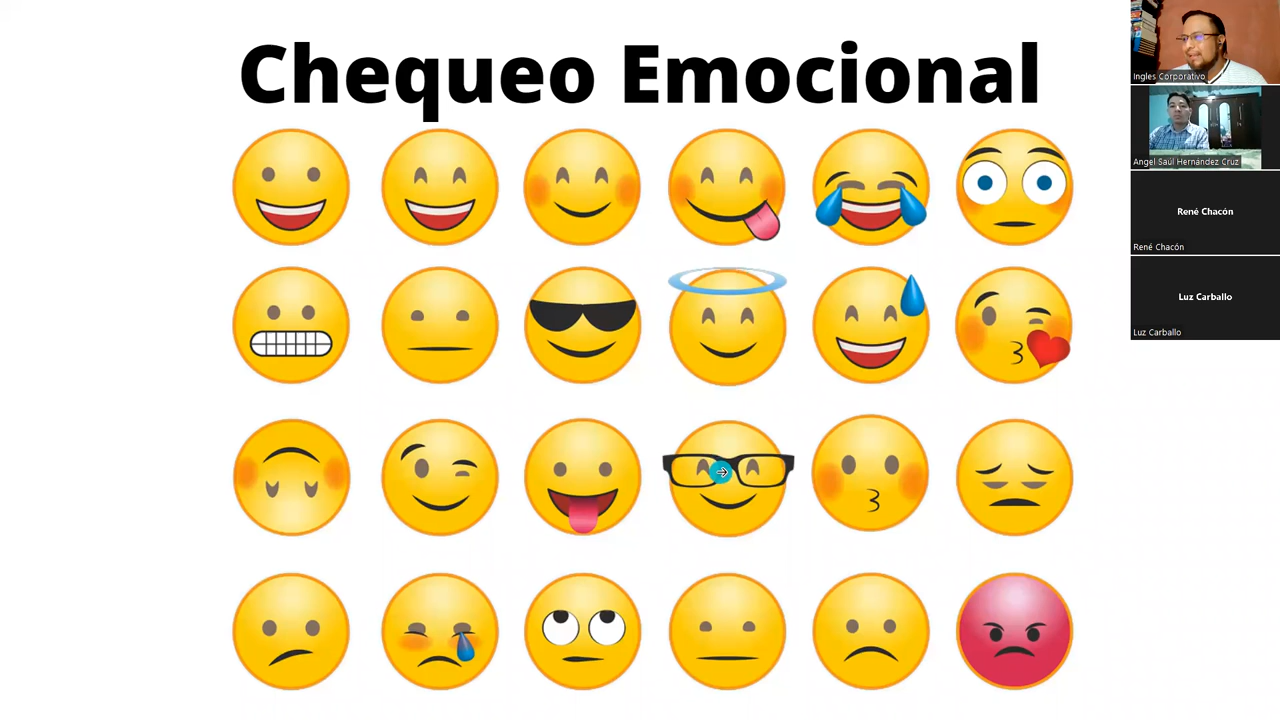 Chequeo Emocional
Ingles Corporativo
Angel Saúl Hernández Cruz
René Chacón
René Chacón
Luz Carballo
Luz Carballo